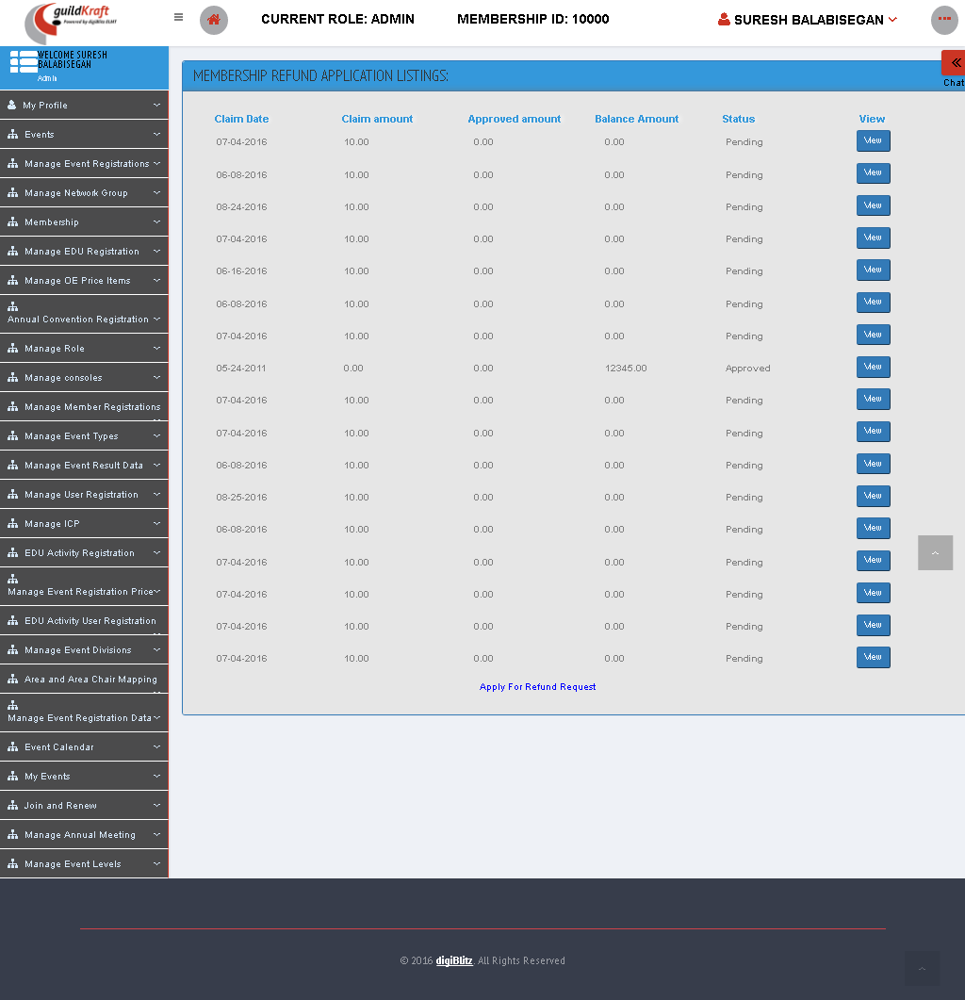 guildKraft
Powered by digiBlitz ELMT
CURRENT ROLE: ADMIN
MEMBERSHIP ID: 10000
SURESH BALABISEGAN
WELCOME SURESH
BALABISEGAN
Admin
My Profile
Events
Manage Event Registrations
Manage Network Group
Membership
Manage EDU Registration
Manage OE Price Items
Annual Convention Registration
Manage Role
Manage consoles
Manage Member Registrations
Manage Event Types
Manage Event Result Data
Manage User Registration
Manage ICP
EDU Activity Registration
Manage Event Registration Price
EDU Activity User Registration
Manage Event Divisions
Area and Area Chair Mapping
Manage Event Registration Data
Event Calendar
My Events
Join and Renew
Manage Annual Meeting
Manage Event Levels
Chat
MEMBERSHIP REFUND APPLICATION LISTINGS:
Claim Date Claim amount Approved amount Balance Amount Status View
07-04-2016 10.00 0.00 0.00 Pending View
06-08-2016 10.00 0.00 0.00 Pending View
08-24-2016 10.00 0.00 0.00 Pending View
07-04-2016 10.00 0.00 0.00 Pending View
06-16-2016 10.00 0.00 0.00 Pending View
06-08-2016 10.00 0.00 0.00 Pending View
07-04-2016 10.00 0.00 0.00 Pending View
05-24-2011 0.00 0.00 12345.00 Approved View
07-04-2016 10.00 0.00 0.00 Pending View
07-04-2016 10.00 0.00 0.00 Pending View
06-08-2016 10.00 0.00 0.00 Pending View
08-25-2016 10.00 0.00 0.00 Pending View
06-08-2016 10.00 0.00 0.00 Pending View
07-04-2016 10.00 0.00 0.00 Pending View
07-04-2016 10.00 0.00 0.00 Pending View
07-04-2016 10.00 0.00 0.00 Pending View
07-04-2016 10.00 0.00 0.00 Pending View
Apply For Refund Request
© 2016 digiBlitz. All Rights Reserved